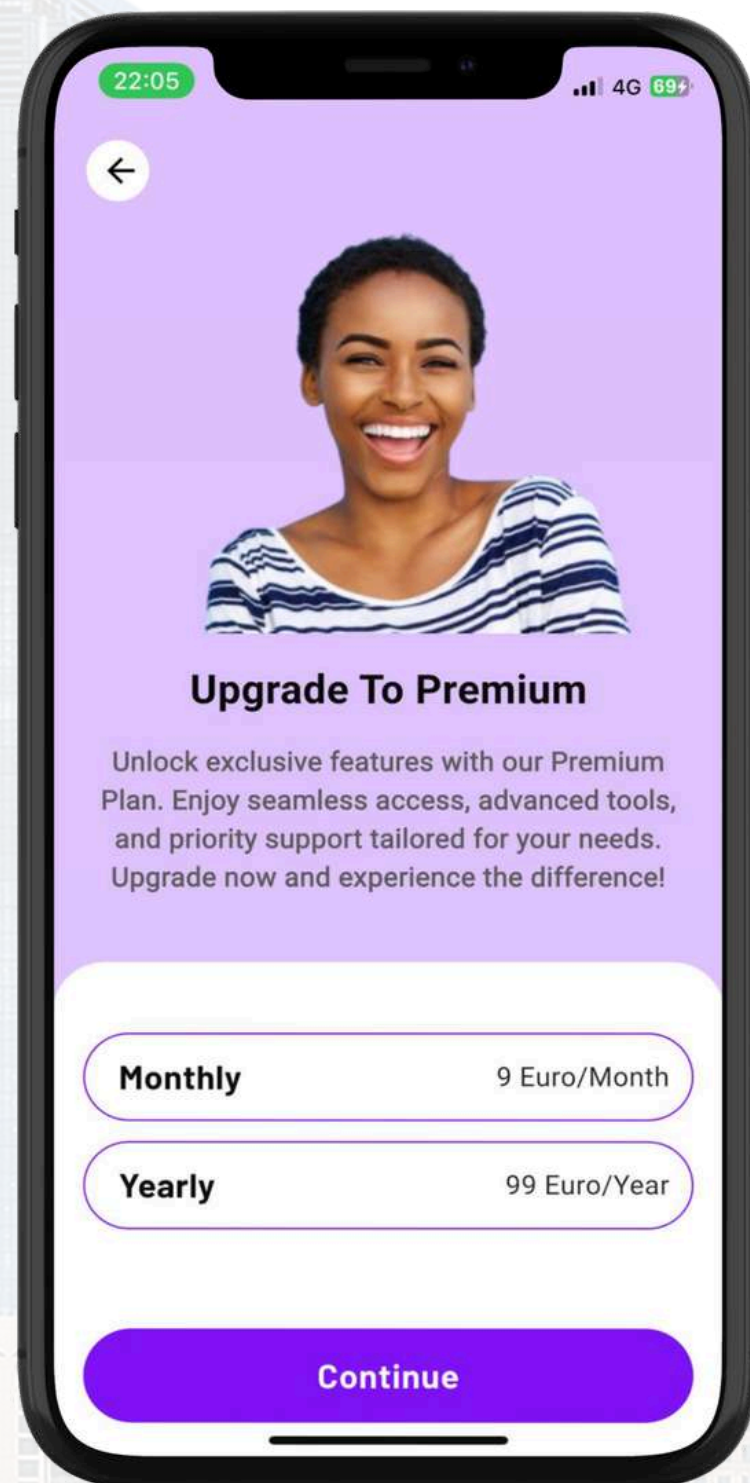 22:05
4G 69
Upgrade To Premium
Unlock exclusive features with our Premium
Plan. Enjoy seamless access, advanced tools,
and priority support tailored for your needs.
Upgrade now and experience the difference!
Monthly 9 Euro/Month
Yearly 99 Euro/Year
Continue